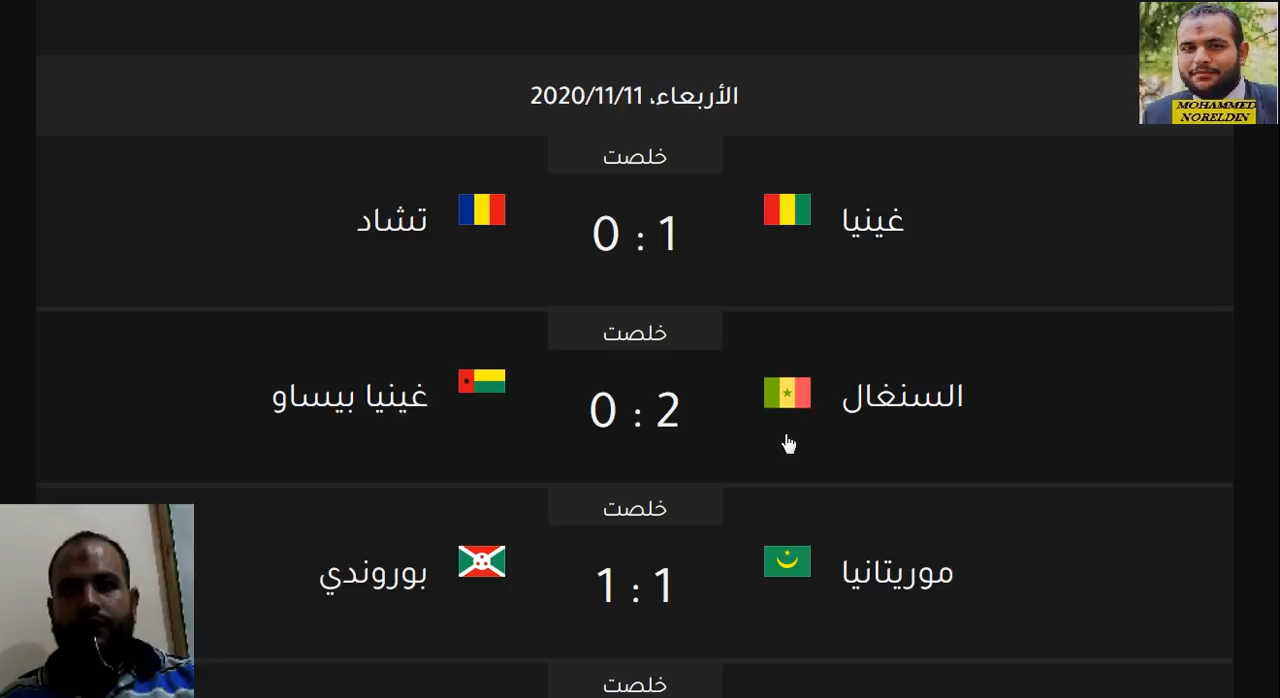 الأربعاء، 2020/11/11
MOHAMMED
NORELDIN
خلصت
غينيا
1 : 0
تشاد
خلصت
السنغال
2 : 0
غينيا بيساو
خلصت
موريتانيا
1 : 1
بوروندي
خلصت